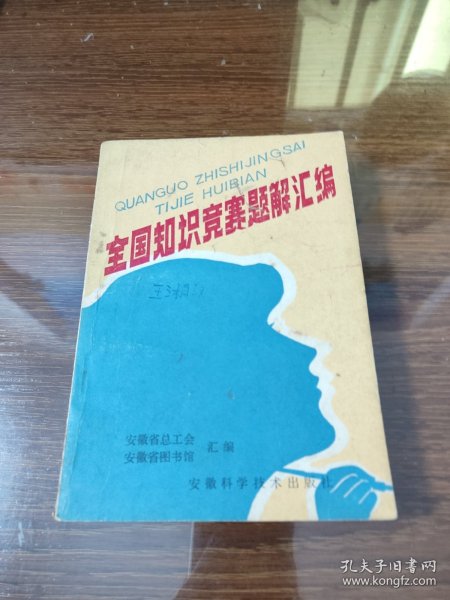 QUANGUO ZHISHIJINGSAI
TIJIE HUIBIAN
全国知识竞赛题解汇编
安徽省总工会
安徽省图书馆
汇编
安徽科学技术出版社
孔夫子旧书网
www.kongfz.com